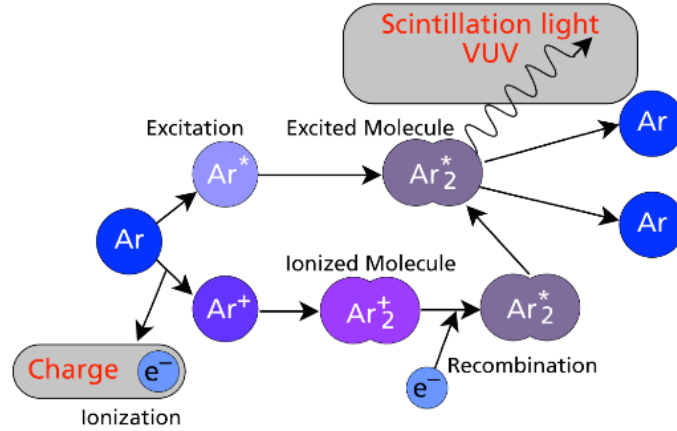 Scintillation light
VUV
Excitation
Excited Molecule
Ar
Ar*
Ar₂*
Ar
Ar
Ionized Molecule
Ar⁺
Ar₂⁺
Ar₂*
Charge
e⁻
Recombination
e⁻
Ionization